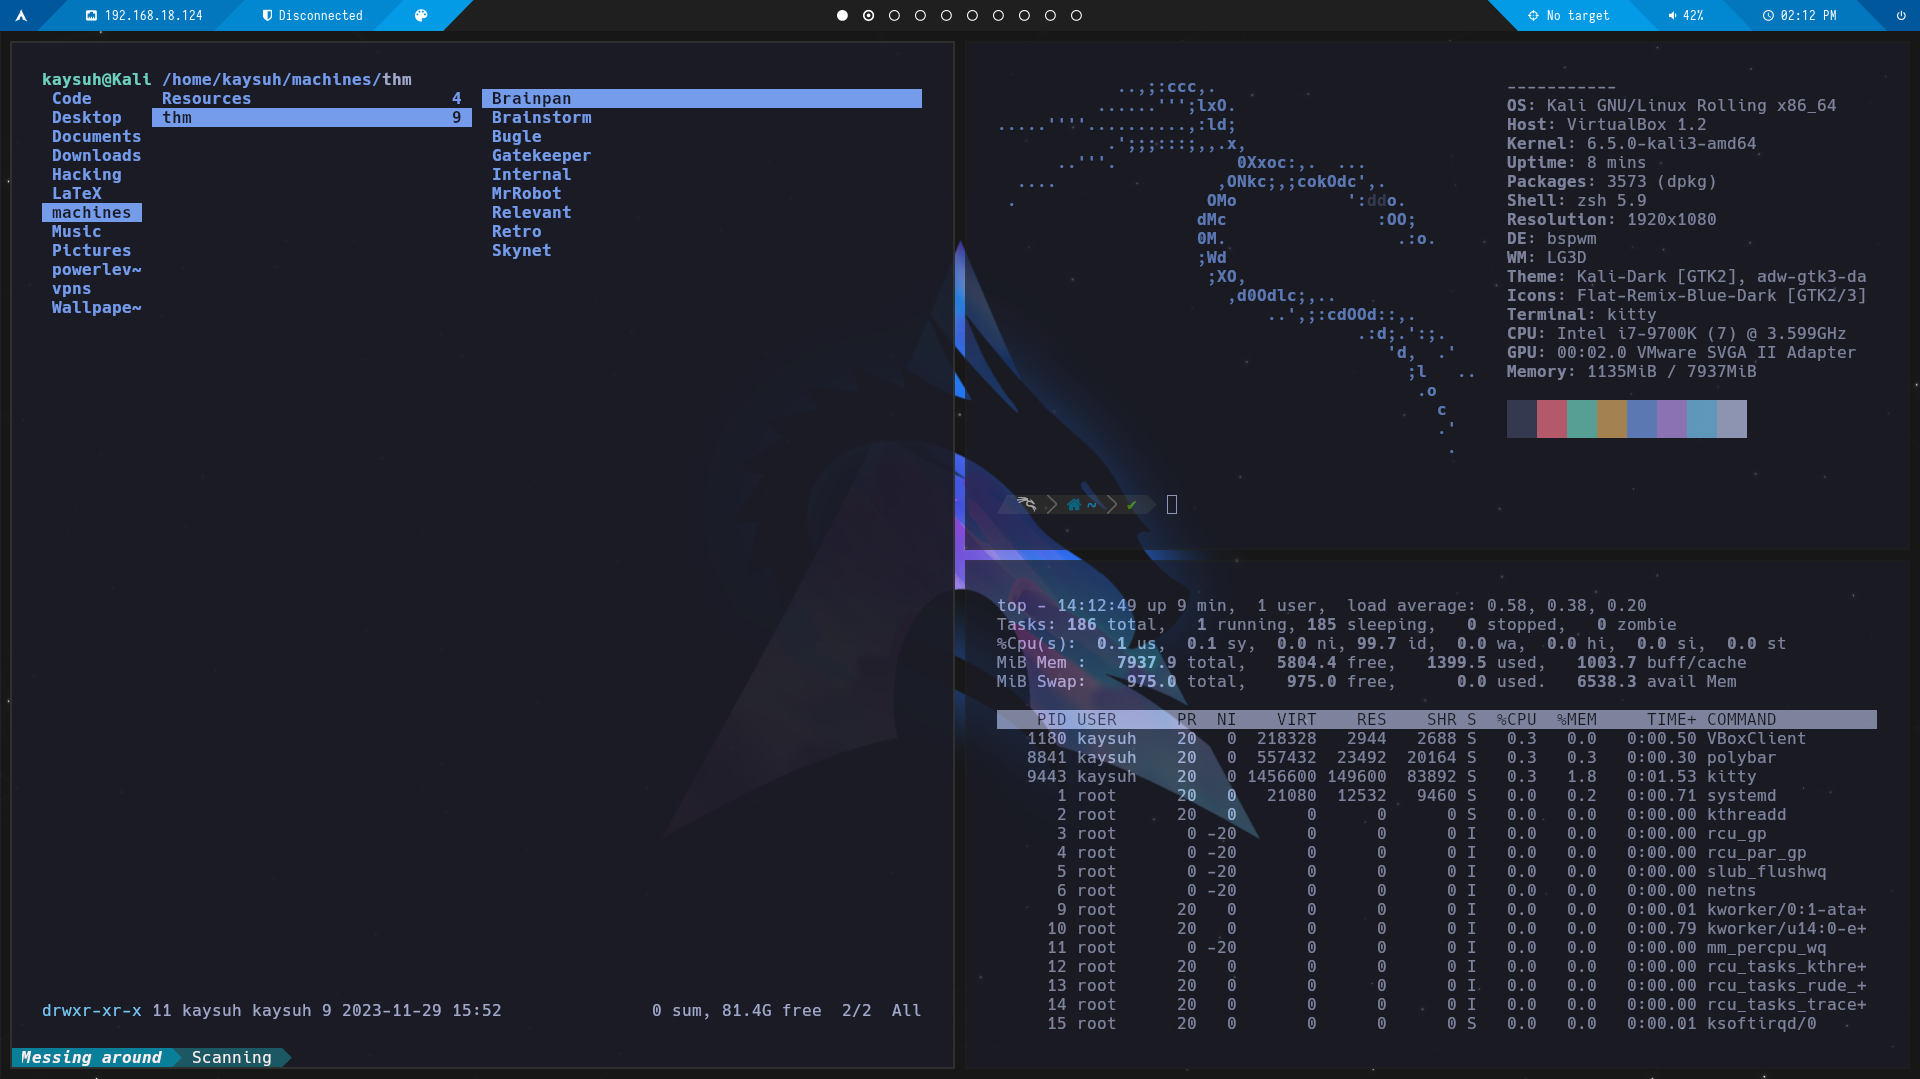 192.168.18.124 Disconnected No target 42% 02:12 PM
kaysuh@Kali /home/kaysuh/machines/thm
Code Resources 4 Brainpan
Desktop thm 9 Brainstorm
Documents Bugle
Downloads Gatekeeper
Hacking Internal
LaTeX MrRobot
machines Relevant
Music Retro
Pictures Skynet
powerlev~
vpns
Wallpape~
drwxr-xr-x 11 kaysuh kaysuh 9 2023-11-29 15:52 0 sum, 81.4G free 2/2 All
Messing around Scanning
..,;:ccc,.
......''';lxO.
.....''''..........,:ld;
.';;;:::;,,.x,
..'''. 0Xxoc:,. ...
.... ,ONkc;,;cokOdc',.
. OMo ':ddo.
dMc :OO;
0M. .:o.
;Wd
;XO,
,d0Odlc;,..
..',;:cdOOd::,.
.:d;.':;.
'd, .'
;l ..
.o
c
.'
.
-----------
OS: Kali GNU/Linux Rolling x86_64
Host: VirtualBox 1.2
Kernel: 6.5.0-kali3-amd64
Uptime: 8 mins
Packages: 3573 (dpkg)
Shell: zsh 5.9
Resolution: 1920x1080
DE: bspwm
WM: LG3D
Theme: Kali-Dark [GTK2], adw-gtk3-da
Icons: Flat-Remix-Blue-Dark [GTK2/3]
Terminal: kitty
CPU: Intel i7-9700K (7) @ 3.599GHz
GPU: 00:02.0 VMware SVGA II Adapter
Memory: 1135MiB / 7937MiB
~ ✔
top - 14:12:49 up 9 min, 1 user, load average: 0.58, 0.38, 0.20
Tasks: 186 total, 1 running, 185 sleeping, 0 stopped, 0 zombie
%Cpu(s): 0.1 us, 0.1 sy, 0.0 ni, 99.7 id, 0.0 wa, 0.0 hi, 0.0 si, 0.0 st
MiB Mem : 7937.9 total, 5804.4 free, 1399.5 used, 1003.7 buff/cache
MiB Swap: 975.0 total, 975.0 free, 0.0 used. 6538.3 avail Mem
PID USER PR NI VIRT RES SHR S %CPU %MEM TIME+ COMMAND
1180 kaysuh 20 0 218328 2944 2688 S 0.3 0.0 0:00.50 VBoxClient
8841 kaysuh 20 0 557432 23492 20164 S 0.3 0.3 0:00.30 polybar
9443 kaysuh 20 0 1456600 149600 83892 S 0.3 1.8 0:01.53 kitty
1 root 20 0 21080 12532 9460 S 0.0 0.2 0:00.71 systemd
2 root 20 0 0 0 0 S 0.0 0.0 0:00.00 kthreadd
3 root 0 -20 0 0 0 I 0.0 0.0 0:00.00 rcu_gp
4 root 0 -20 0 0 0 I 0.0 0.0 0:00.00 rcu_par_gp
5 root 0 -20 0 0 0 I 0.0 0.0 0:00.00 slub_flushwq
6 root 0 -20 0 0 0 I 0.0 0.0 0:00.00 netns
9 root 20 0 0 0 0 I 0.0 0.0 0:00.01 kworker/0:1-ata+
10 root 20 0 0 0 0 I 0.0 0.0 0:00.79 kworker/u14:0-e+
11 root 0 -20 0 0 0 I 0.0 0.0 0:00.00 mm_percpu_wq
12 root 20 0 0 0 0 I 0.0 0.0 0:00.00 rcu_tasks_kthre+
13 root 20 0 0 0 0 I 0.0 0.0 0:00.00 rcu_tasks_rude_+
14 root 20 0 0 0 0 I 0.0 0.0 0:00.00 rcu_tasks_trace+
15 root 20 0 0 0 0 S 0.0 0.0 0:00.01 ksoftirqd/0